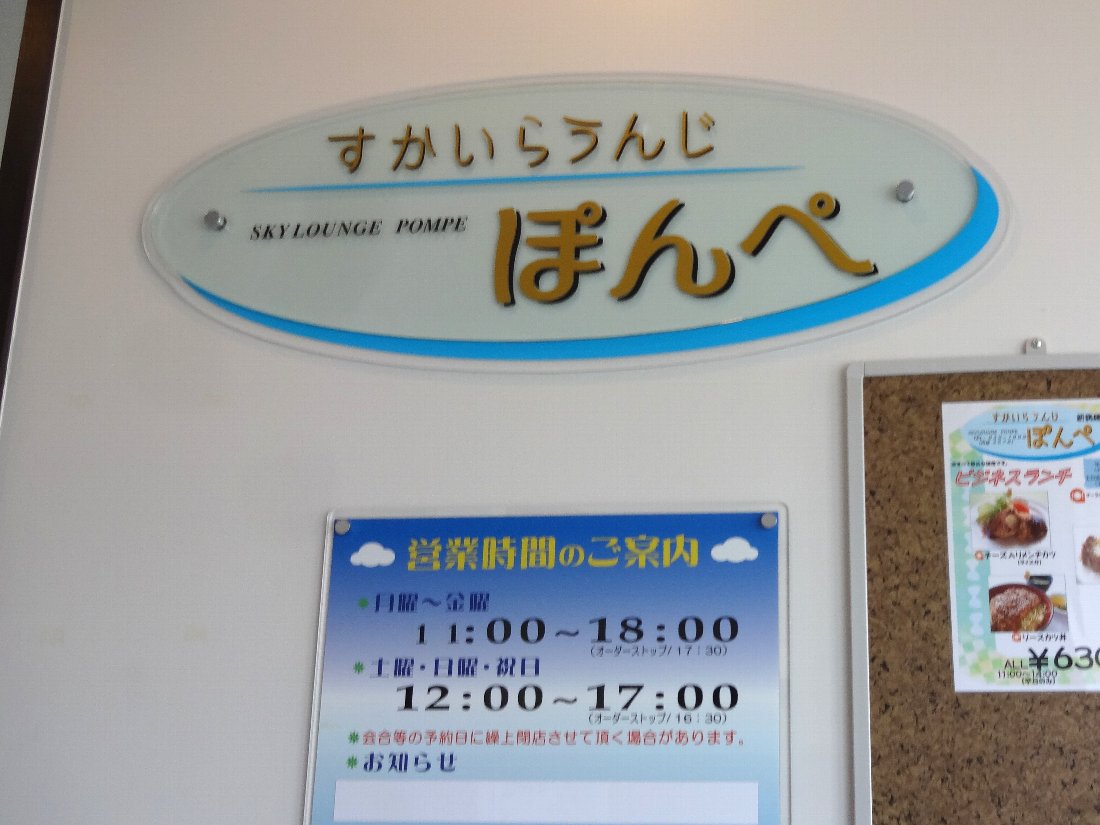 すかいらうんじ
SKYLOUNGE POMPE
ぽんぺ
営業時間のご案内
＊月曜～金曜
11:00～18:00
（オーダーストップ/17:30）
＊土曜・日曜・祝日
12:00～17:00
（オーダーストップ/16:30）
＊会合等の予約日に繰上閉店させて頂く場合があります。
＊お知らせ
すかいらうんじ
ぽんぺ
ビジネスランチ
チーズ入りメンチカツ
ロースカツ丼
ALL ¥630
11:00～14:00